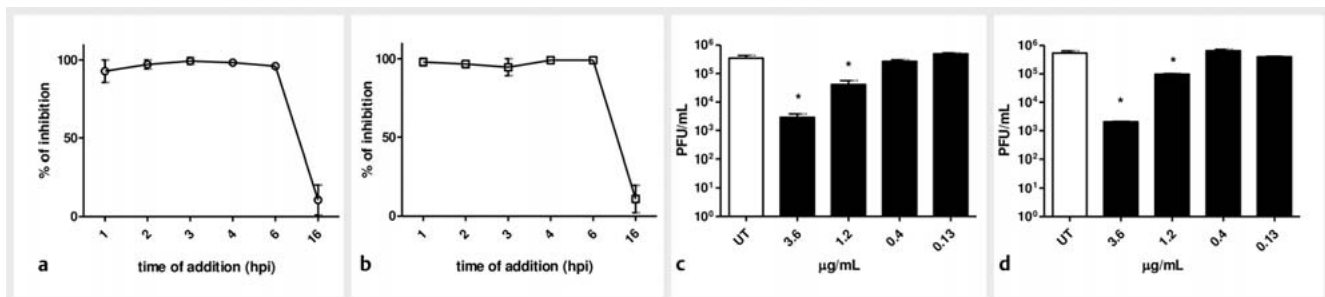 100
50
0
% of inhibition
1 2 3 4 6 16
time of addition (hpi)
a
100
50
0
% of inhibition
1 2 3 4 6 16
time of addition (hpi)
b
10⁶
10⁵
10⁴
10³
10²
10¹
10⁰
PFU/mL
* *
UT 3.6 1.2 0.4 0.13
µg/mL
c
10⁶
10⁵
10⁴
10³
10²
10¹
10⁰
PFU/mL
* *
UT 3.6 1.2 0.4 0.13
µg/mL
d